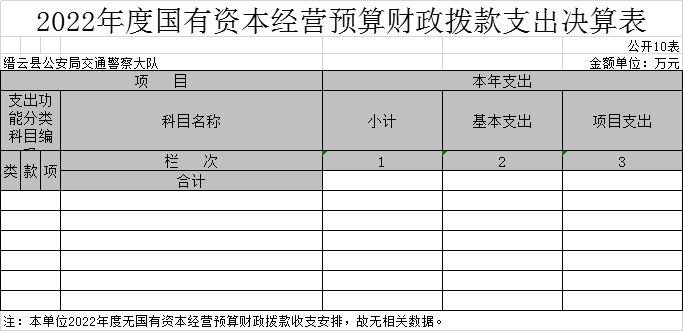 2022年度国有资本经营预算财政拨款支出决算表
公开10表
缙云县公安局交通警察大队
金额单位：万元
项 目
本年支出
支出功
能分类
科目编
科目名称
小计
基本支出
项目支出
类 款 项
栏 次
1
2
3
合计
注：本单位2022年度无国有资本经营预算财政拨款收支安排，故无相关数据。